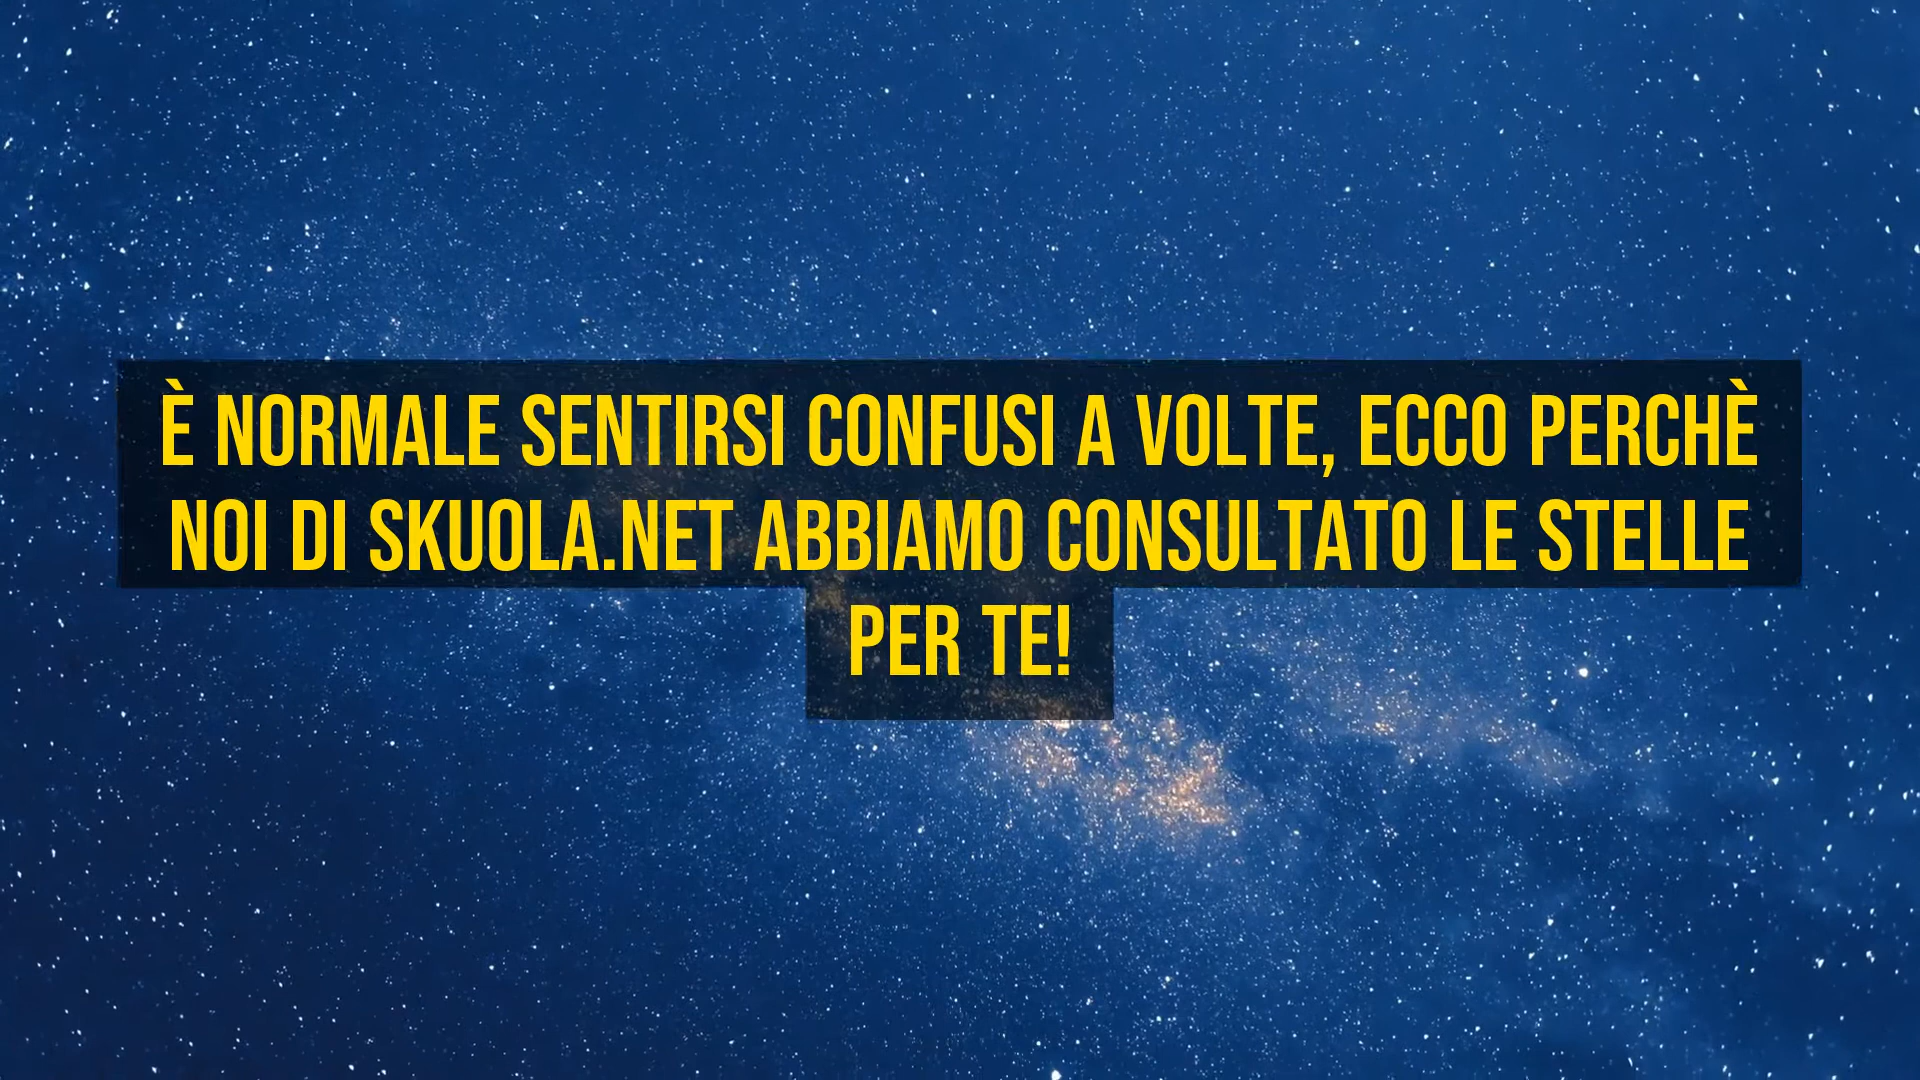 È NORMALE SENTIRSI CONFUSI A VOLTE, ECCO PERCHÈ
NOI DI SKUOLA.NET ABBIAMO CONSULTATO LE STELLE
PER TE!